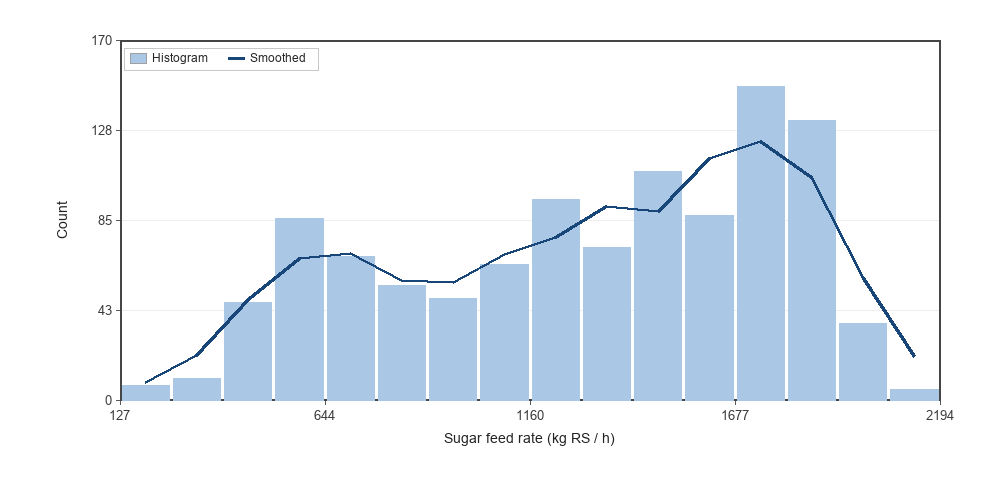 170
Histogram
Smoothed
128
85
43
0
Count
127
644
1160
1677
2194
Sugar feed rate (kg RS / h)